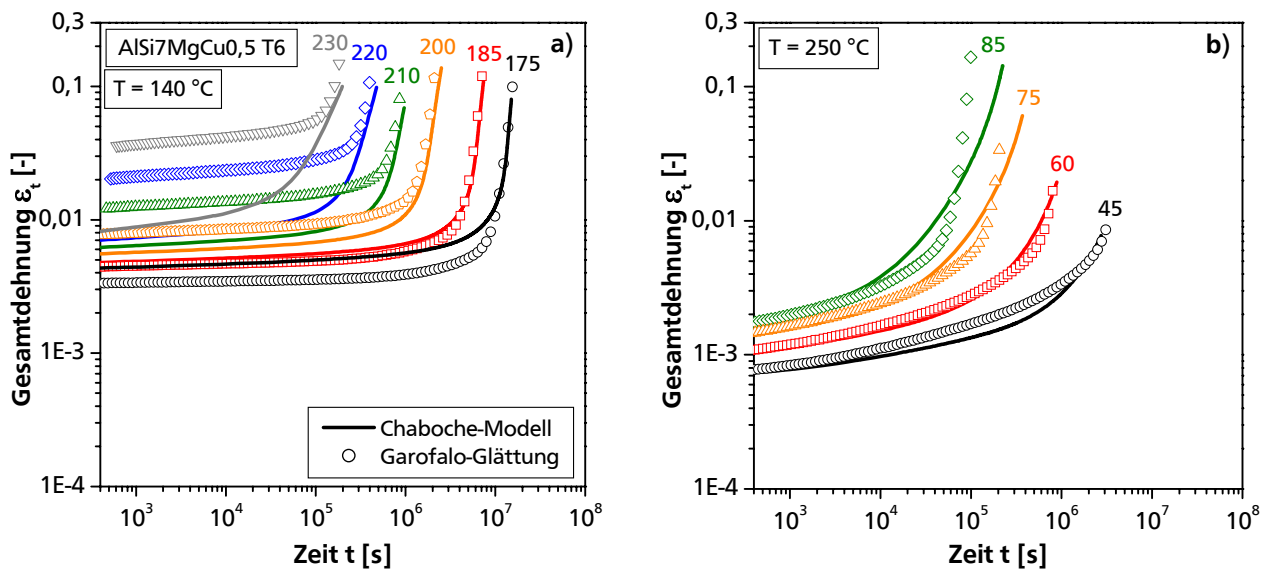 AlSi7MgCu0,5 T6
T = 140 °C
a)
230
220
210
200
185
175
0,3
0,1
0,01
1E-3
1E-4
Gesamtdehnung ε_t [-]
Chaboche-Modell
Garofalo-Glättung
10^3
10^4
10^5
10^6
10^7
10^8
Zeit t [s]
T = 250 °C
b)
85
75
60
45
0,3
0,1
0,01
1E-3
1E-4
Gesamtdehnung ε_t [-]
10^3
10^4
10^5
10^6
10^7
10^8
Zeit t [s]